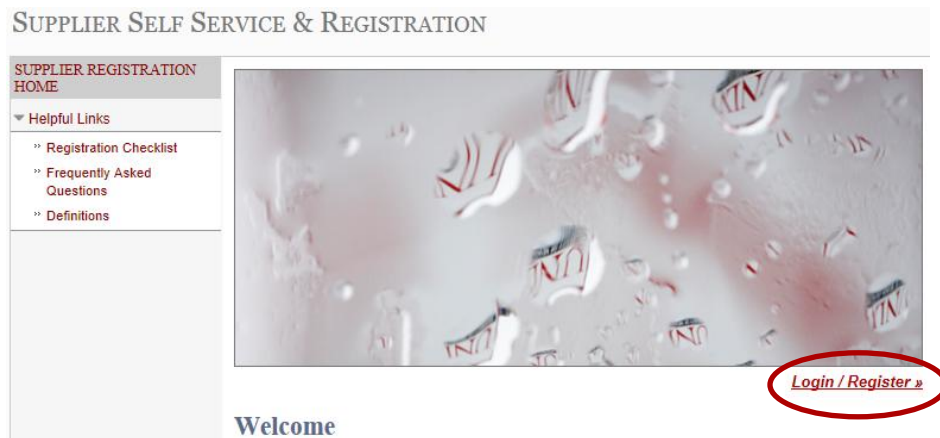 SUPPLIER SELF SERVICE & REGISTRATION
SUPPLIER REGISTRATION
HOME
Helpful Links
» Registration Checklist
» Frequently Asked
Questions
» Definitions
Login / Register »
Welcome